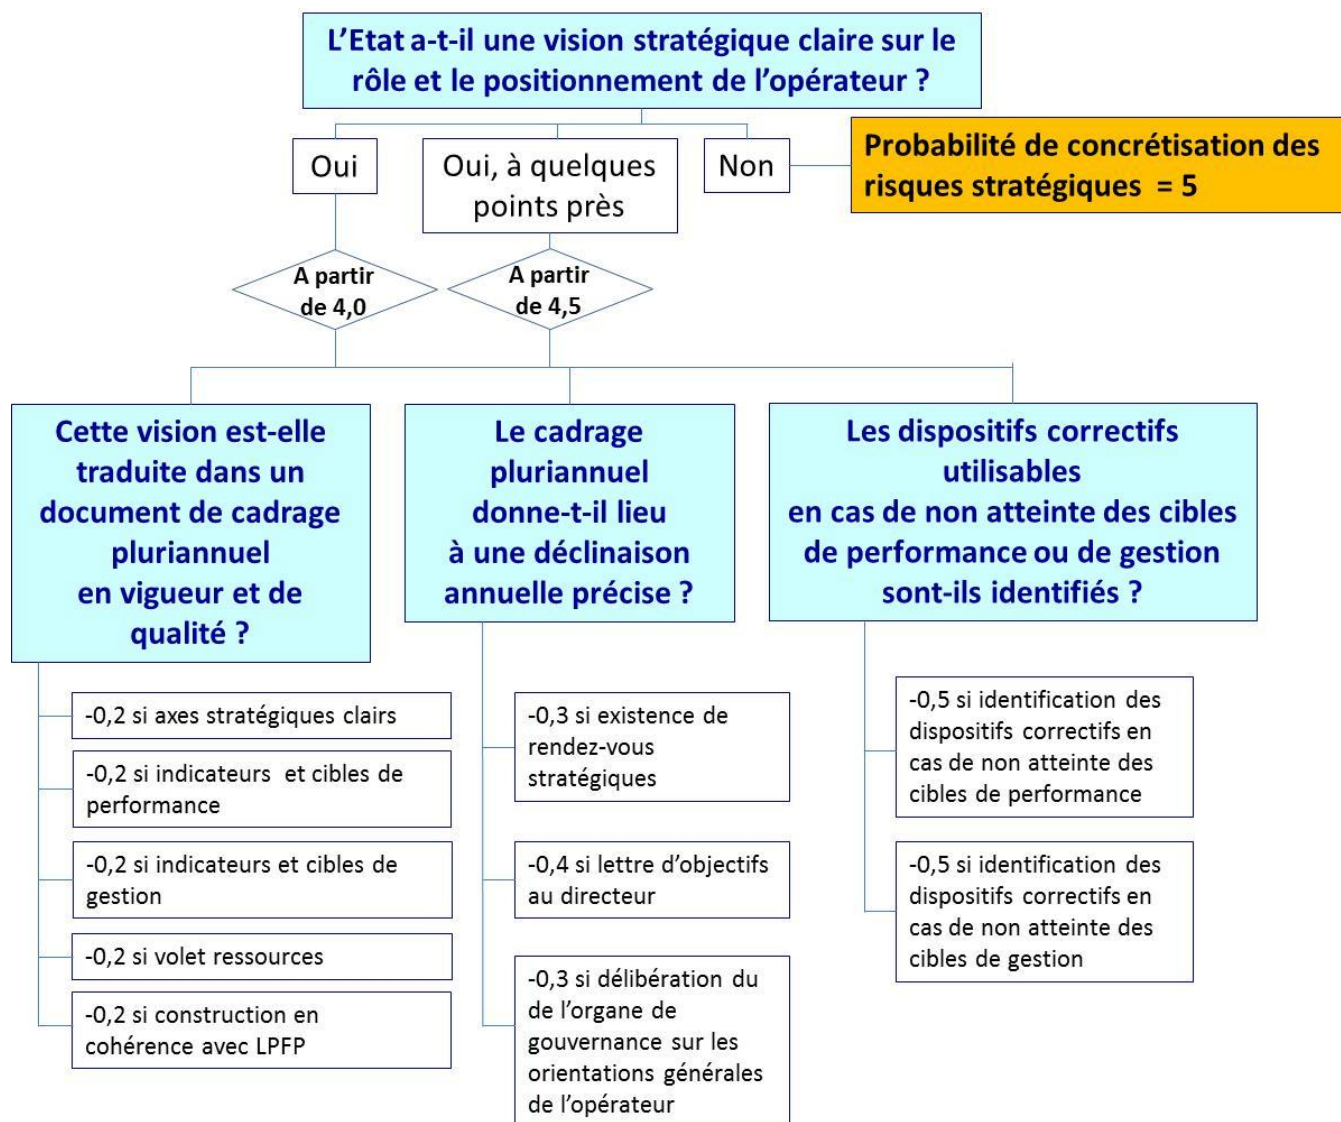 L’Etat a-t-il une vision stratégique claire sur le
rôle et le positionnement de l’opérateur ?
Oui
Oui, à quelques
points près
Non
Probabilité de concrétisation des
risques stratégiques = 5
A partir
de 4,0
A partir
de 4,5
Cette vision est-elle
traduite dans un
document de cadrage
pluriannuel
en vigueur et de
qualité ?
-0,2 si axes stratégiques clairs
-0,2 si indicateurs et cibles de
performance
-0,2 si indicateurs et cibles de
gestion
-0,2 si volet ressources
-0,2 si construction en
cohérence avec LPFP
Le cadrage
pluriannuel
donne-t-il lieu
à une déclinaison
annuelle précise ?
-0,3 si existence de
rendez-vous
stratégiques
-0,4 si lettre d’objectifs
au directeur
-0,3 si délibération du
de l’organe de
gouvernance sur les
orientations générales
de l’opérateur
Les dispositifs correctifs
utilisables
en cas de non atteinte des cibles
de performance ou de gestion
sont-ils identifiés ?
-0,5 si identification des
dispositifs correctifs en
cas de non atteinte des
cibles de performance
-0,5 si identification des
dispositifs correctifs en
cas de non atteinte des
cibles de gestion